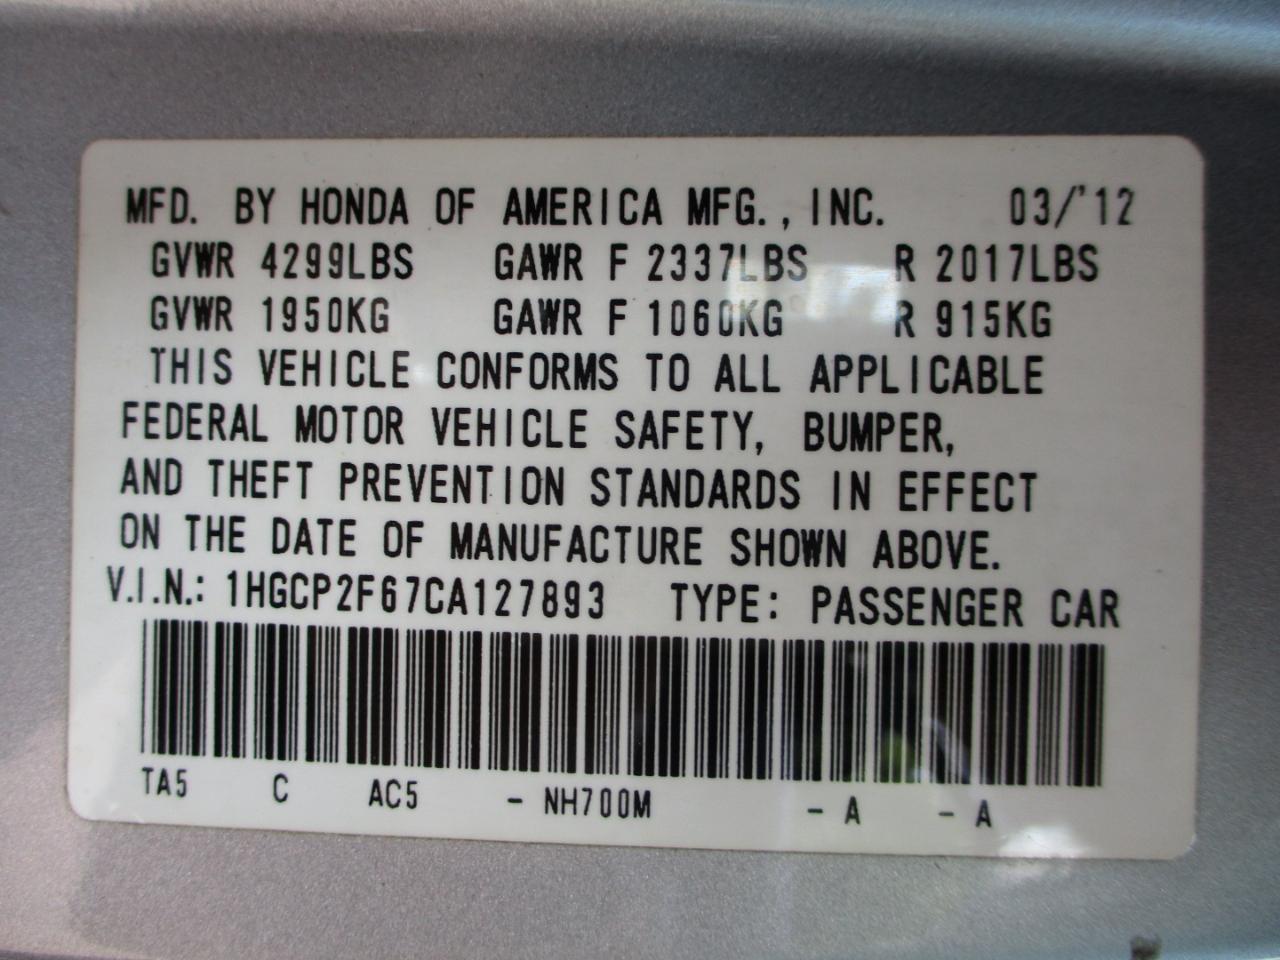 MFD. BY HONDA OF AMERICA MFG., INC. 03/'12
GVWR 4299LBS GAWR F 2337LBS R 2017LBS
GVWR 1950KG GAWR F 1060KG R 915KG
THIS VEHICLE CONFORMS TO ALL APPLICABLE
FEDERAL MOTOR VEHICLE SAFETY, BUMPER,
AND THEFT PREVENTION STANDARDS IN EFFECT
ON THE DATE OF MANUFACTURE SHOWN ABOVE.
V.I.N.: 1HGCP2F67CA127893 TYPE: PASSENGER CAR
TA5 C AC5 - NH700M - A - A